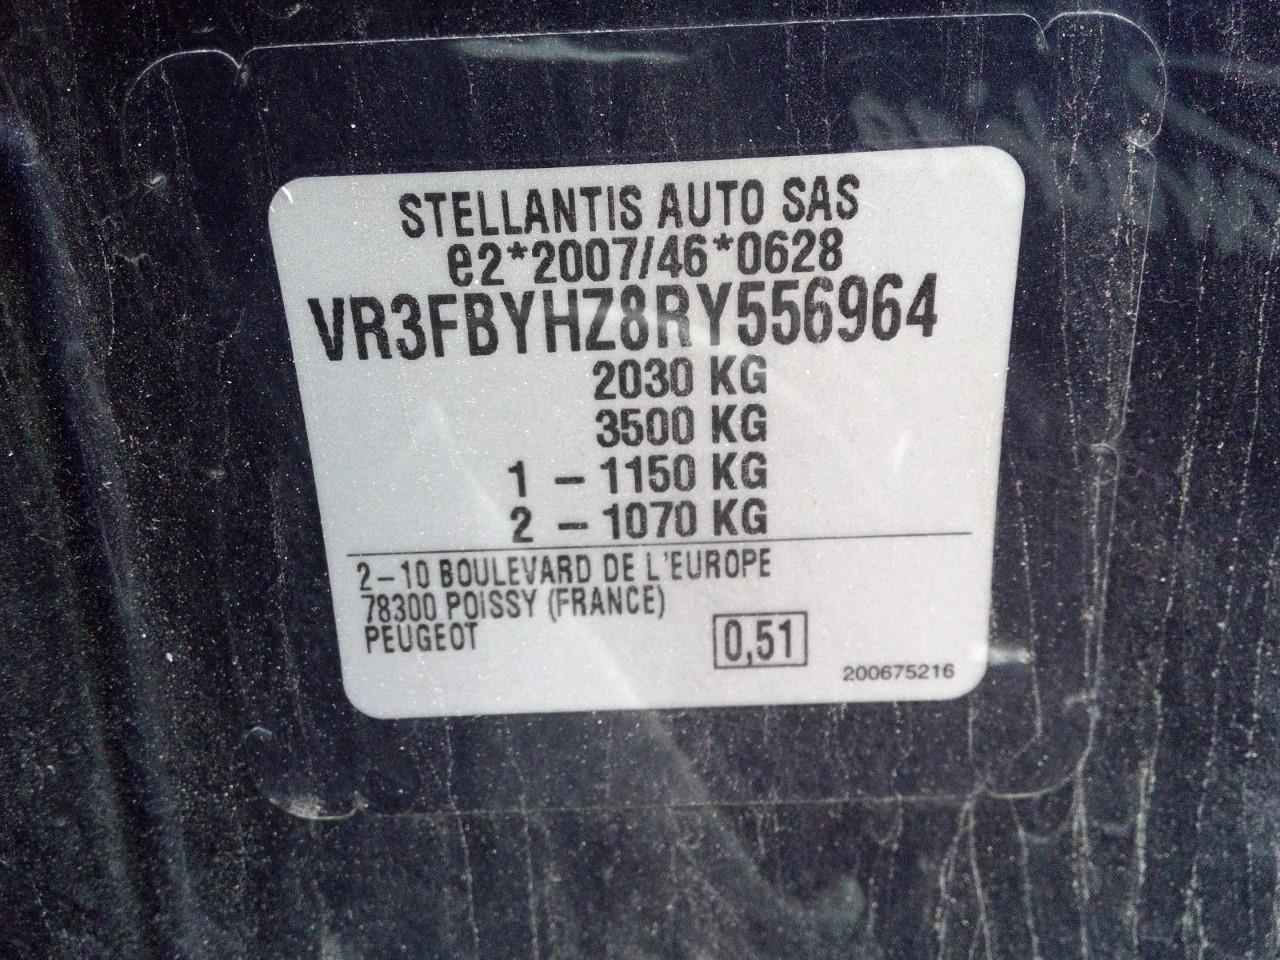 STELLANTIS AUTO SAS
e2*2007/46*0628
VR3FBYHZ8RY556964
2030 KG
3500 KG
1 – 1150 KG
2 – 1070 KG
2–10 BOULEVARD DE L'EUROPE
78300 POISSY (FRANCE)
PEUGEOT
0,51
200675216